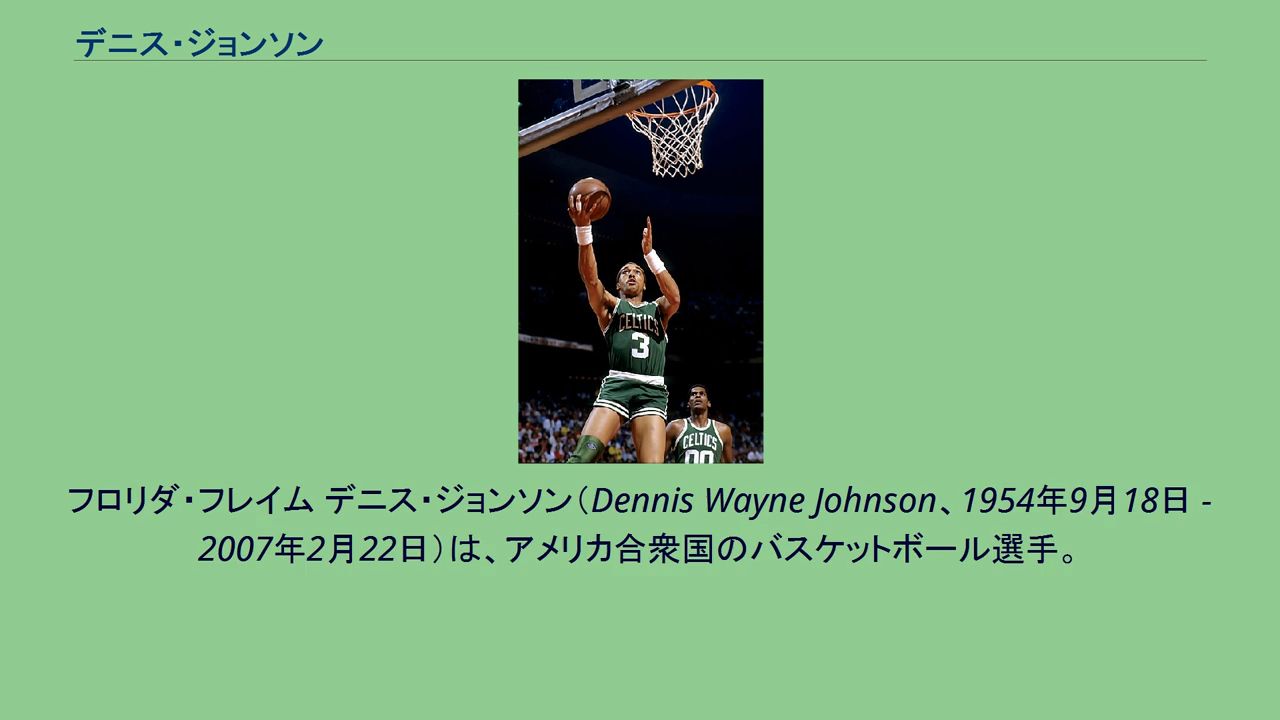 デニス・ジョンソン
CELTICS
3
CELTICS
00
フロリダ・フレイム デニス・ジョンソン（Dennis Wayne Johnson、1954年9月18日 -
2007年2月22日）は、アメリカ合衆国のバスケットボール選手。